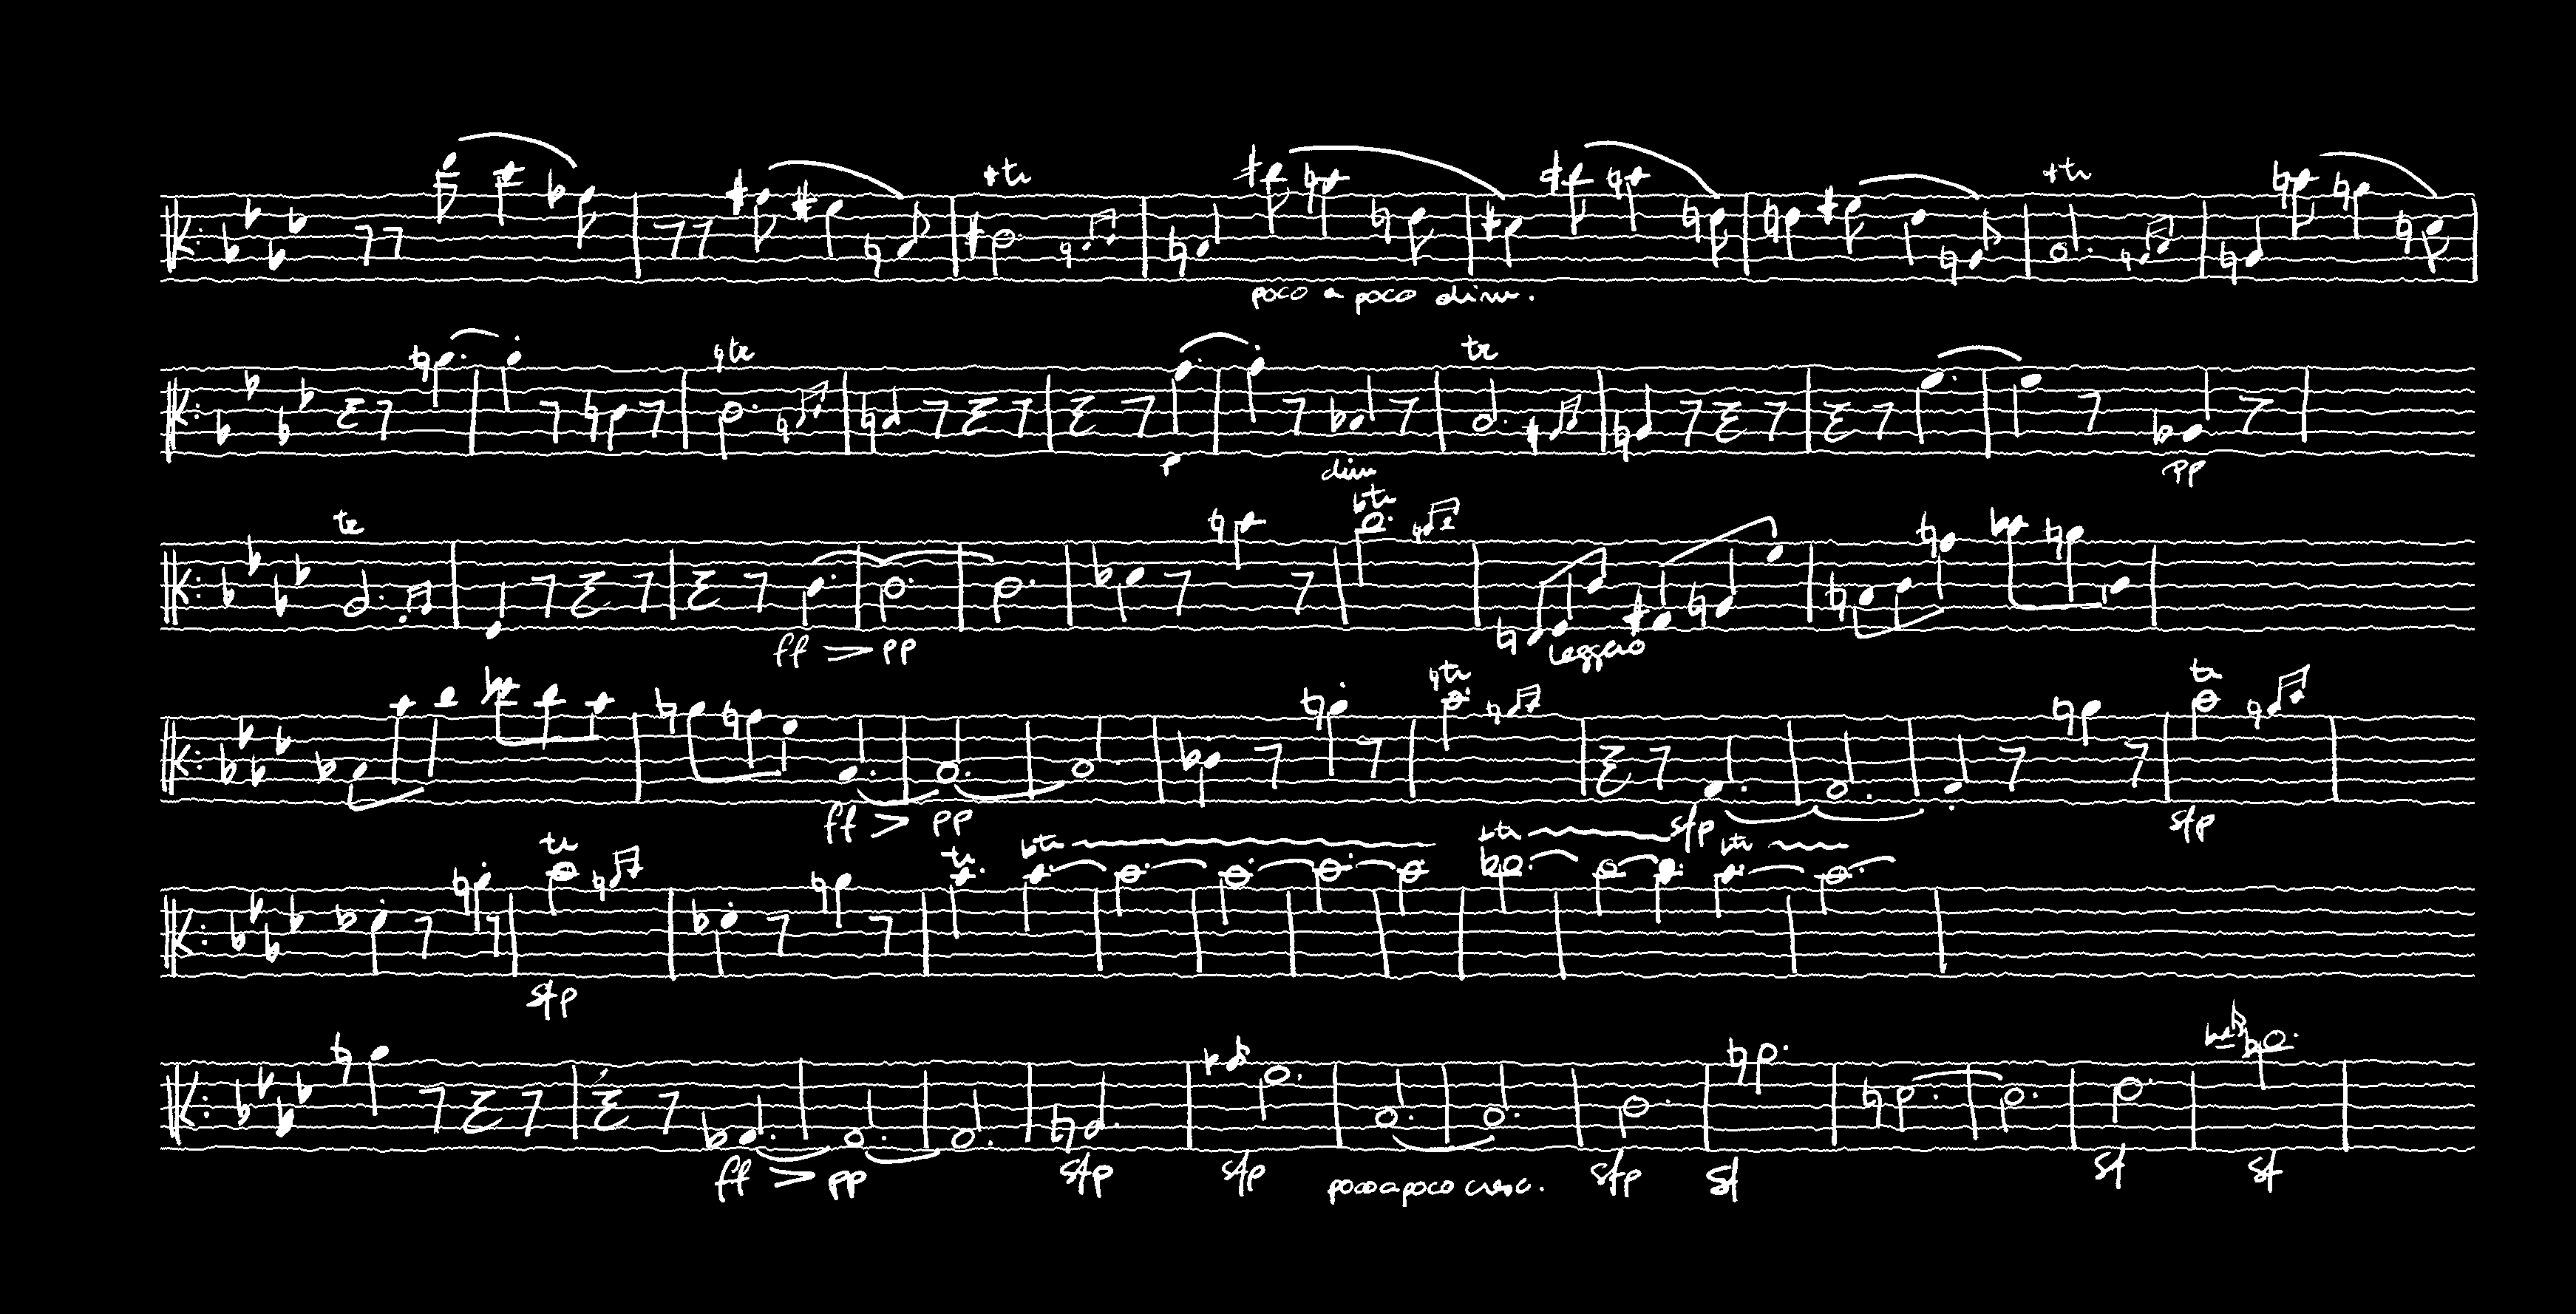 tr
poco a poco dim.
tr
tr
tr
p
dim
pp
tr
tr
ff > pp
leggero
tr
tr
ff > pp
sfp
sfp
tr
tr
tr
tr
tr
sfp
ff > pp
sfp
sfp
poco a poco cresc.
sfp
sf
sf
sf